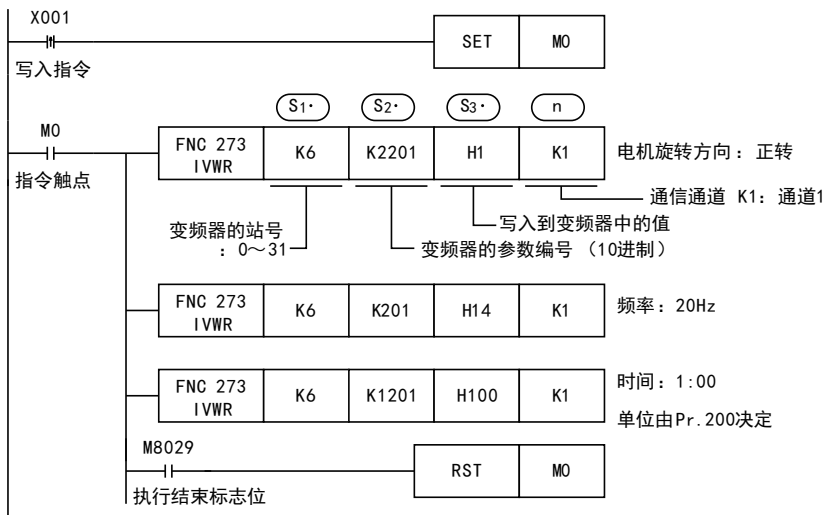 X001
SET M0
写入指令
S1· S2· S3· n
M0
FNC 273
IVWR
K6 K2201 H1 K1
电机旋转方向：正转
指令触点
通信通道 K1：通道1
写入到变频器中的值
变频器的站号
：0～31
变频器的参数编号 （10进制）
FNC 273
IVWR
K6 K201 H14 K1
频率：20Hz
FNC 273
IVWR
K6 K1201 H100 K1
时间：1:00
单位由Pr.200决定
M8029
RST M0
执行结束标志位